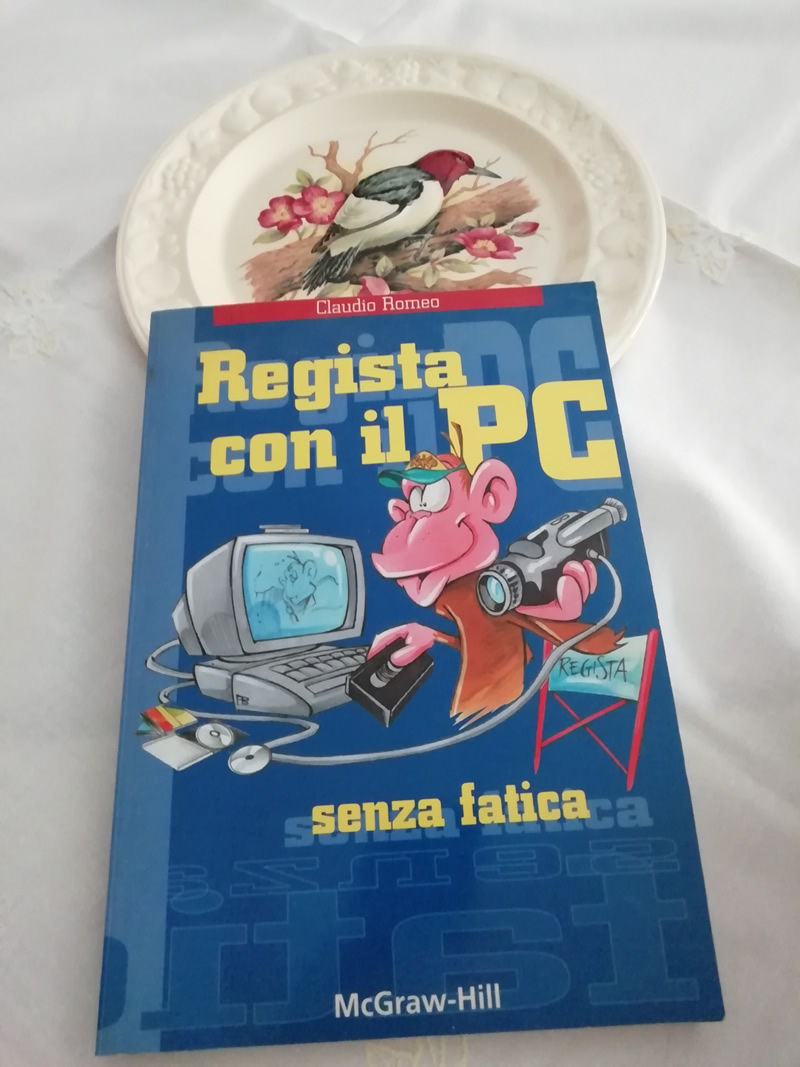 Claudio Romeo
Regista
con il PC
REGISTA
senza fatica
McGraw-Hill